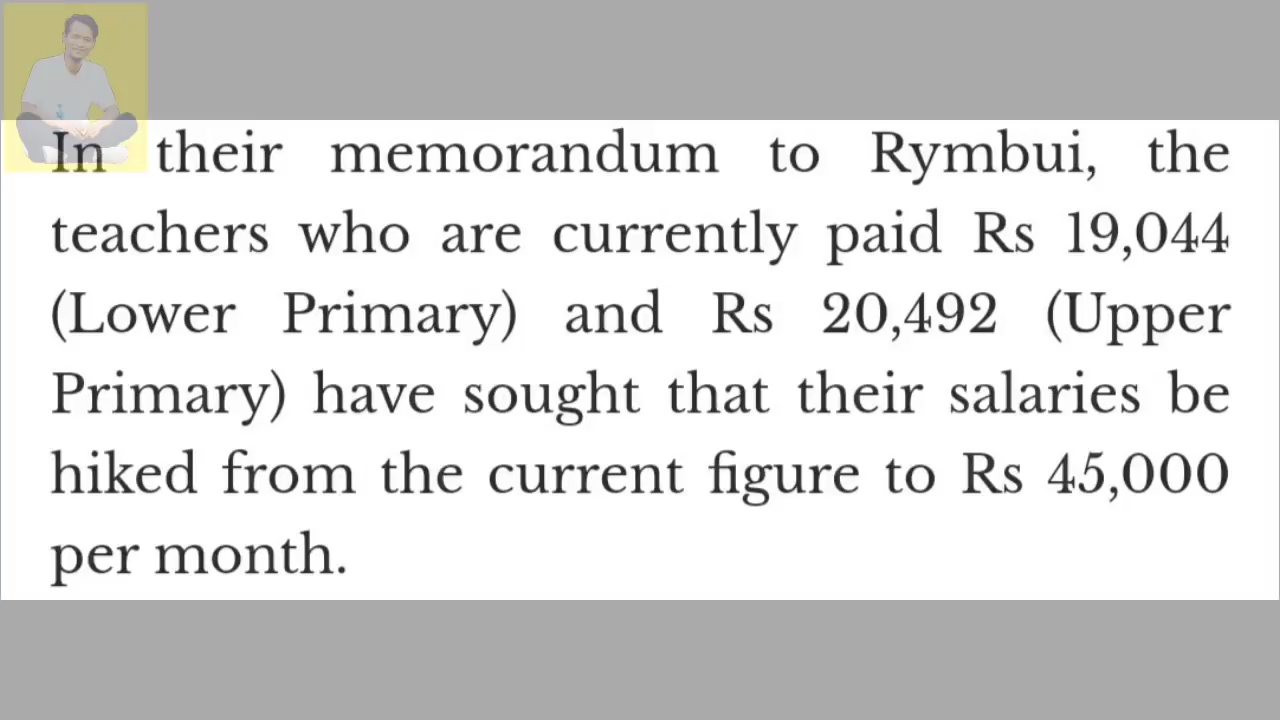 In their memorandum to Rymbui, the
teachers who are currently paid Rs 19,044
(Lower Primary) and Rs 20,492 (Upper
Primary) have sought that their salaries be
hiked from the current figure to Rs 45,000
per month.